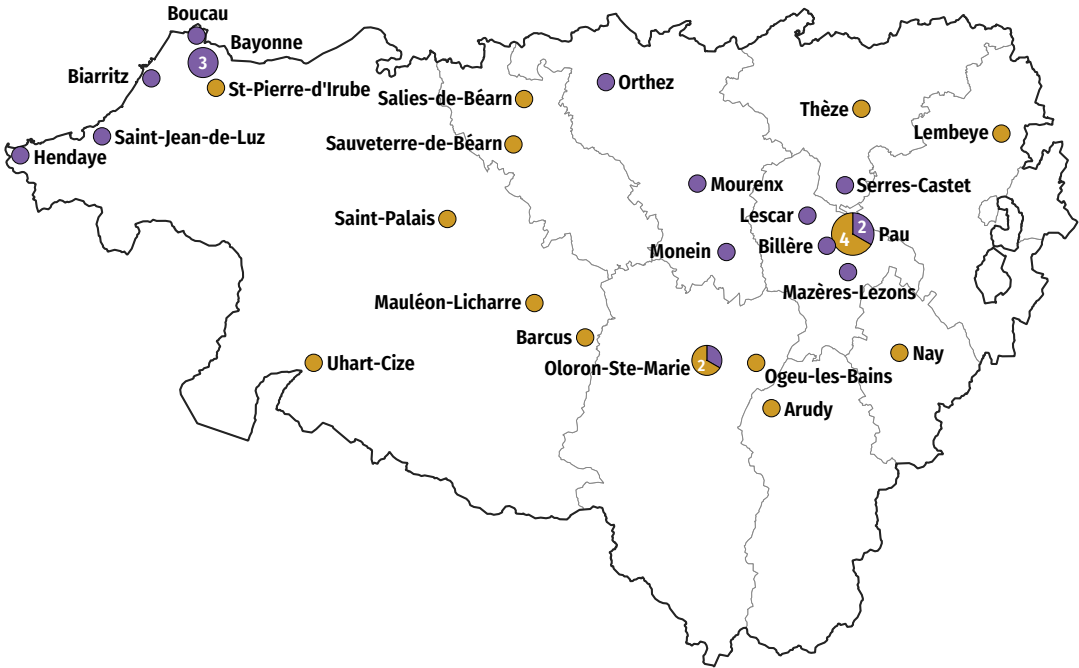 Boucau
Bayonne
3
Biarritz
St-Pierre-d'Irube
Orthez
Salies-de-Béarn
Thèze
Lembeye
Saint-Jean-de-Luz
Sauveterre-de-Béarn
Hendaye
Mourenx
Serres-Castet
Saint-Palais
Lescar
2
4
Pau
Monein
Billère
Mazères-Lezons
Mauléon-Licharre
Barcus
Nay
Uhart-Cize
Oloron-Ste-Marie
2
Ogeu-les-Bains
Arudy